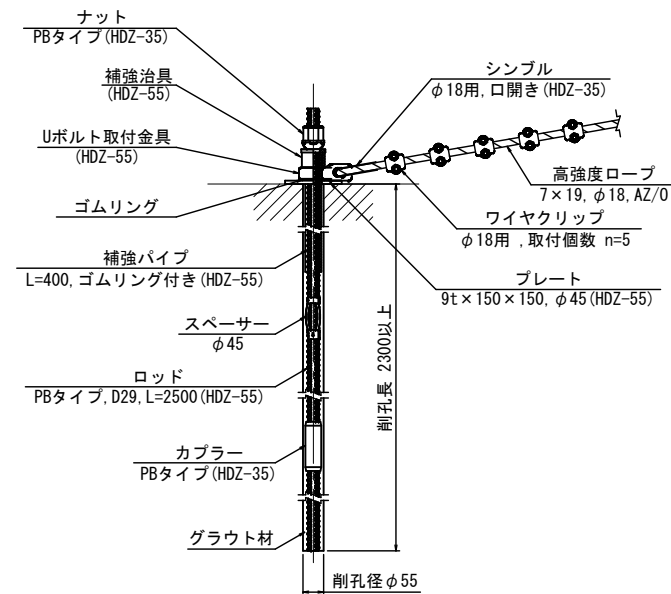 ナット
PBタイプ(HDZ-35)
補強治具
(HDZ-55)
Uボルト取付金具
(HDZ-55)
ゴムリング
補強パイプ
L=400, ゴムリング付き(HDZ-55)
スペーサー
φ45
ロッド
PBタイプ, D29, L=2500(HDZ-55)
カプラー
PBタイプ(HDZ-35)
グラウト材
シンブル
φ18用, 口開き(HDZ-35)
高強度ロープ
7×19, φ18, AZ/O
ワイヤクリップ
φ18用 , 取付個数 n=5
プレート
9t×150×150, φ45(HDZ-55)
削孔長 2300以上
削孔径φ55